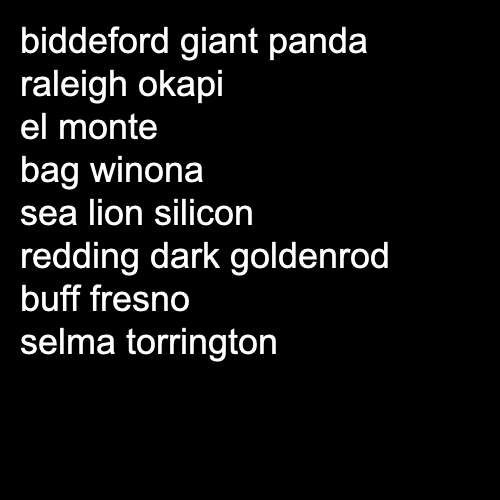 biddeford giant panda
raleigh okapi
el monte
bag winona
sea lion silicon
redding dark goldenrod
buff fresno
selma torrington